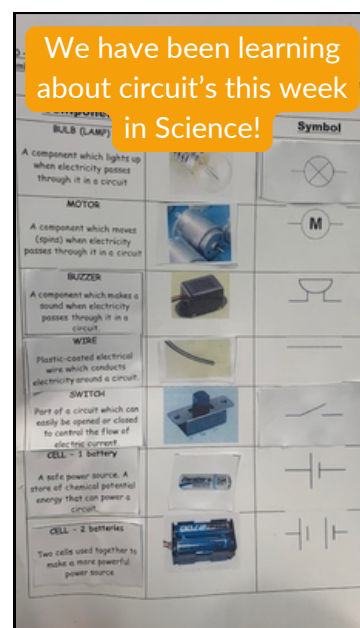 We have been learning
about circuit’s this week
in Science!
Symbol
BULB (LAMP)
A component which lights up
when electricity passes
through it in a circuit
MOTOR
A component which moves
(spins) when electricity
passes through it in a circuit
M
BUZZER
A component which makes a
sound when electricity
passes through it in a
circuit.
WIRE
Plastic-coated electrical
wire which conducts
electricity around a circuit.
SWITCH
Part of a circuit which can
easily be opened or closed
to control the flow of
electric current.
CELL - 1 battery
A safe power source. A
store of chemical potential
energy that can power a
circuit.
CELL - 2 batteries
Two cells used together to
make a more powerful
power source